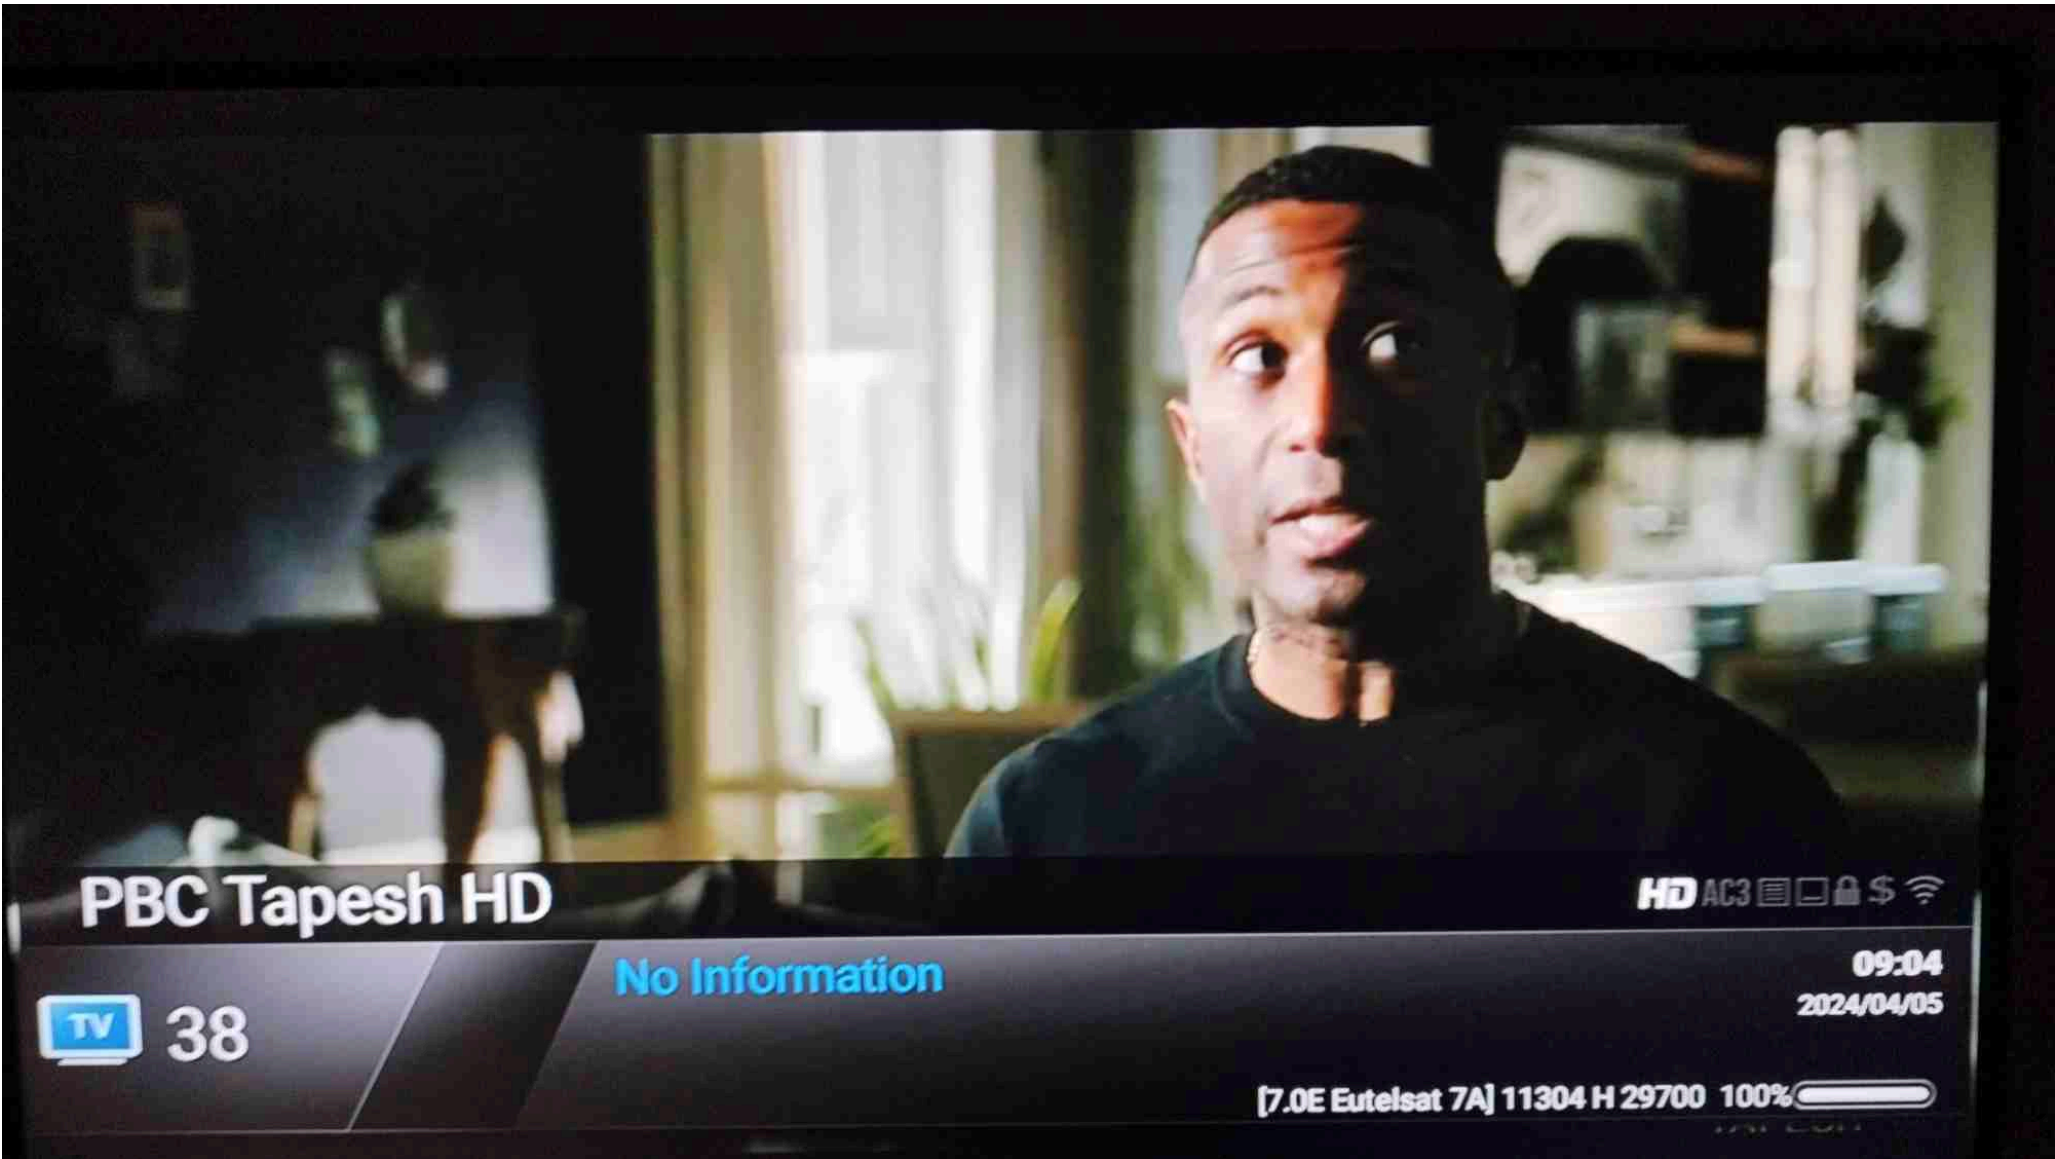 PBC Tapesh HD
HD AC3 $
No Information
09:04
2024/04/05
TV 38
[7.0E Eutelsat 7A] 11304 H 29700 100%